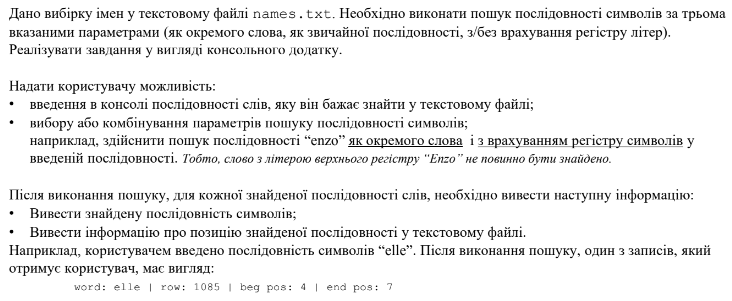 Дано вибірку імен у текстовому файлі names.txt. Необхідно виконати пошук послідовності символів за трьома
вказаними параметрами (як окремого слова, як звичайної послідовності, з/без врахування регістру літер).
Реалізувати завдання у вигляді консольного додатку.
Надати користувачу можливість:
• введення в консолі послідовності слів, яку він бажає знайти у текстовому файлі;
• вибору або комбінування параметрів пошуку послідовності символів;
наприклад, здійснити пошук послідовності “enzo” як окремого слова і з врахуванням регістру символів у
введеній послідовності. Тобто, слово з літерою верхнього регістру “Enzo” не повинно бути знайдено.
Після виконання пошуку, для кожної знайденої послідовності слів, необхідно вивести наступну інформацію:
• Вивести знайдену послідовність символів;
• Вивести інформацію про позицію знайденої послідовності у текстовому файлі.
Наприклад, користувачем введено послідовність символів “elle”. Після виконання пошуку, один з записів, який
отримує користувач, має вигляд:
word: elle | row: 1085 | beg pos: 4 | end pos: 7